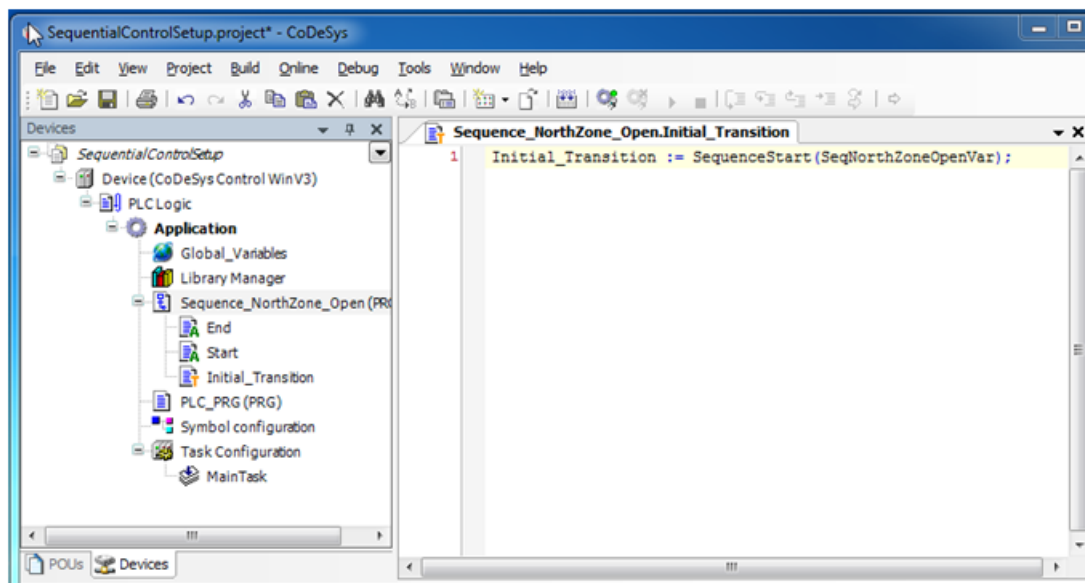 SequentialControlSetup.project* - CoDeSys
File Edit View Project Build Online Debug Tools Window Help
Devices
SequentialControlSetup
Device (CoDeSys Control Win V3)
PLC Logic
Application
Global_Variables
Library Manager
Sequence_NorthZone_Open (PRG
End
Start
Initial_Transition
PLC_PRG (PRG)
Symbol configuration
Task Configuration
MainTask
POUs Devices
Sequence_NorthZone_Open.Initial_Transition
1 Initial_Transition := SequenceStart(SeqNorthZoneOpenVar);